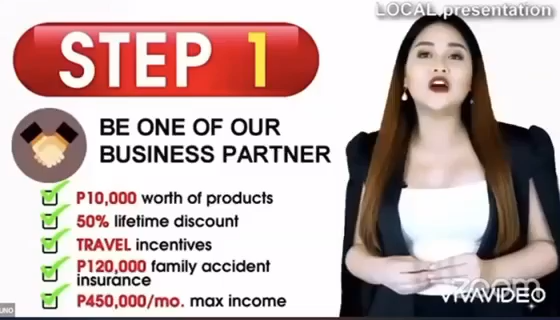 LOCAL presentation
STEP 1
BE ONE OF OUR
BUSINESS PARTNER
P10,000 worth of products
50% lifetime discount
TRAVEL incentives
P120,000 family accident
insurance
P450,000/mo. max income
zoom
VIVAVIDEO